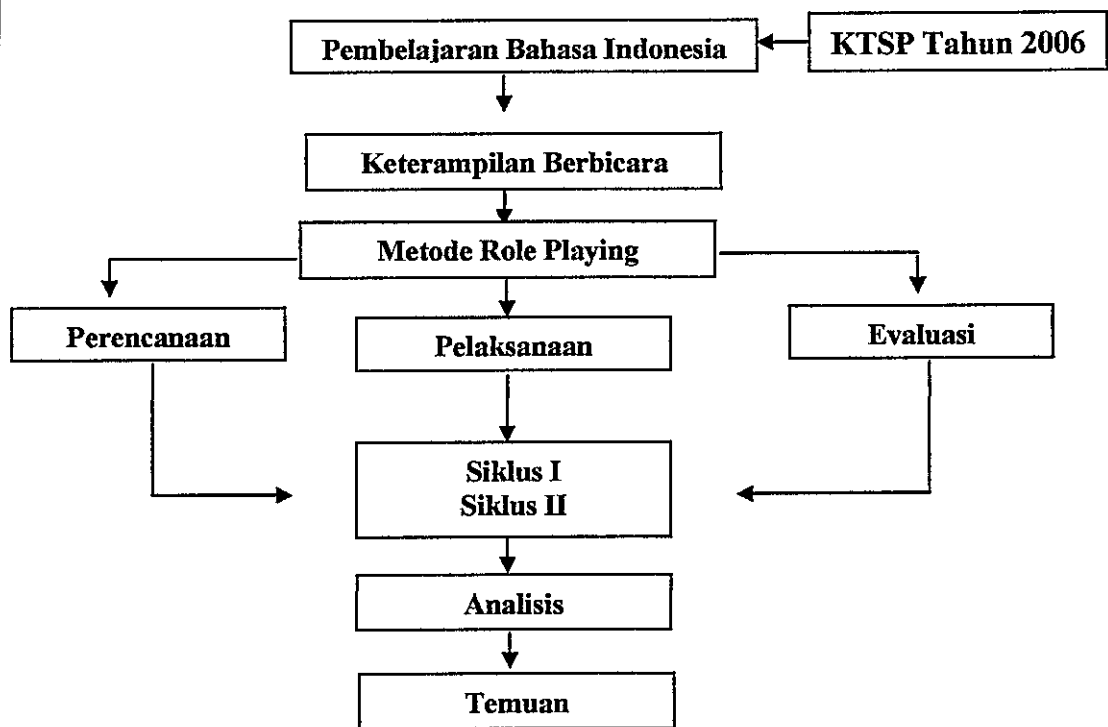 Pembelajaran Bahasa Indonesia
KTSP Tahun 2006
Keterampilan Berbicara
Metode Role Playing
Perencanaan
Pelaksanaan
Evaluasi
Siklus I
Siklus II
Analisis
Temuan